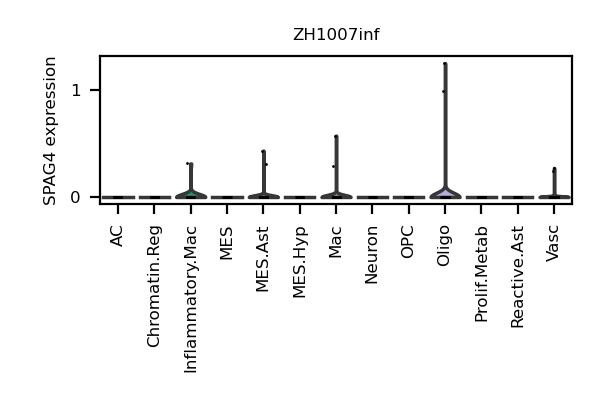 ZH1007inf
SPAG4 expression
1
0
AC
Chromatin.Reg
Inflammatory.Mac
MES
MES.Ast
MES.Hyp
Mac
Neuron
OPC
Oligo
Prolif.Metab
Reactive.Ast
Vasc